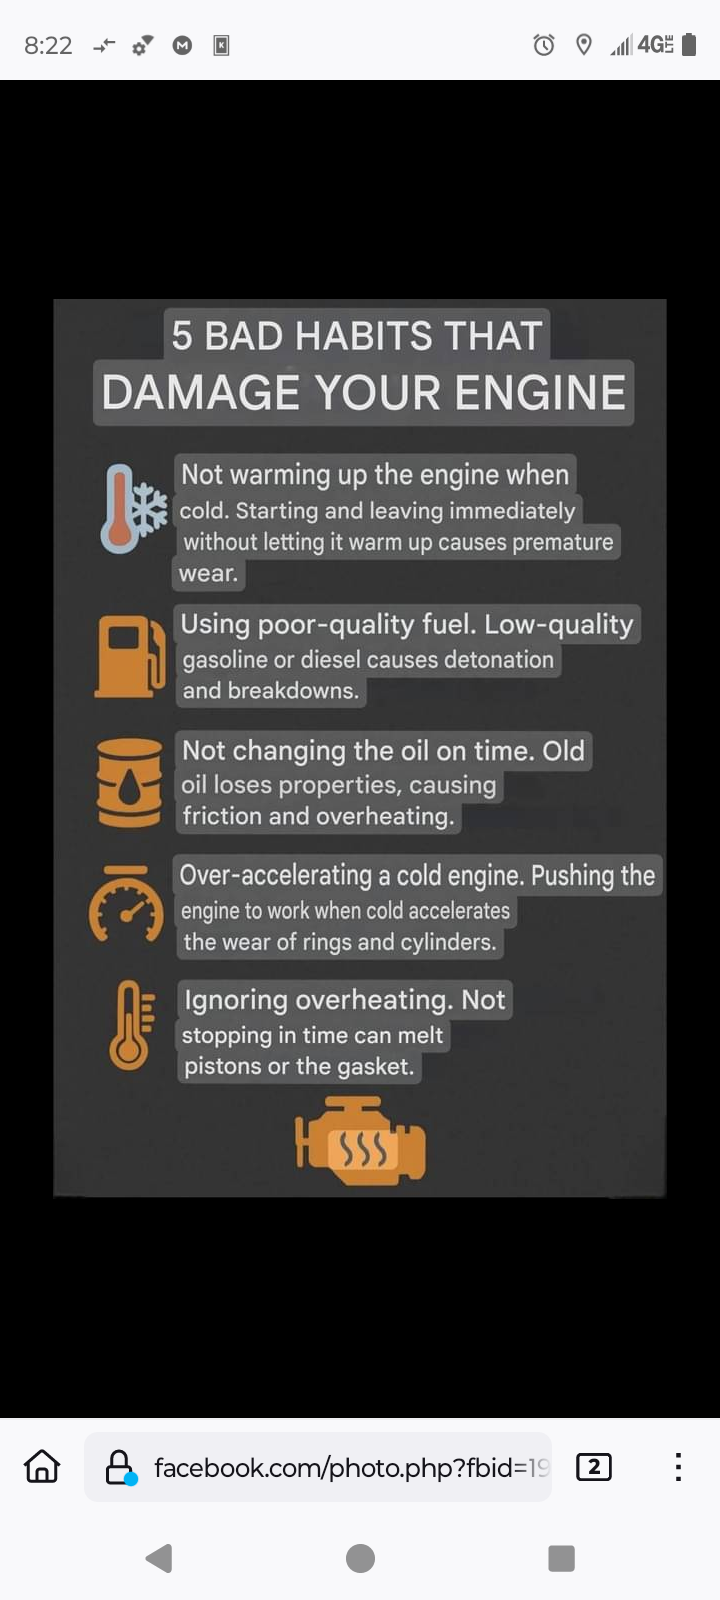 8:22
M
K
4G LTE
5 BAD HABITS THAT
DAMAGE YOUR ENGINE
Not warming up the engine when
cold. Starting and leaving immediately
without letting it warm up causes premature
wear.
Using poor-quality fuel. Low-quality
gasoline or diesel causes detonation
and breakdowns.
Not changing the oil on time. Old
oil loses properties, causing
friction and overheating.
Over-accelerating a cold engine. Pushing the
engine to work when cold accelerates
the wear of rings and cylinders.
Ignoring overheating. Not
stopping in time can melt
pistons or the gasket.
facebook.com/photo.php?fbid=19
2